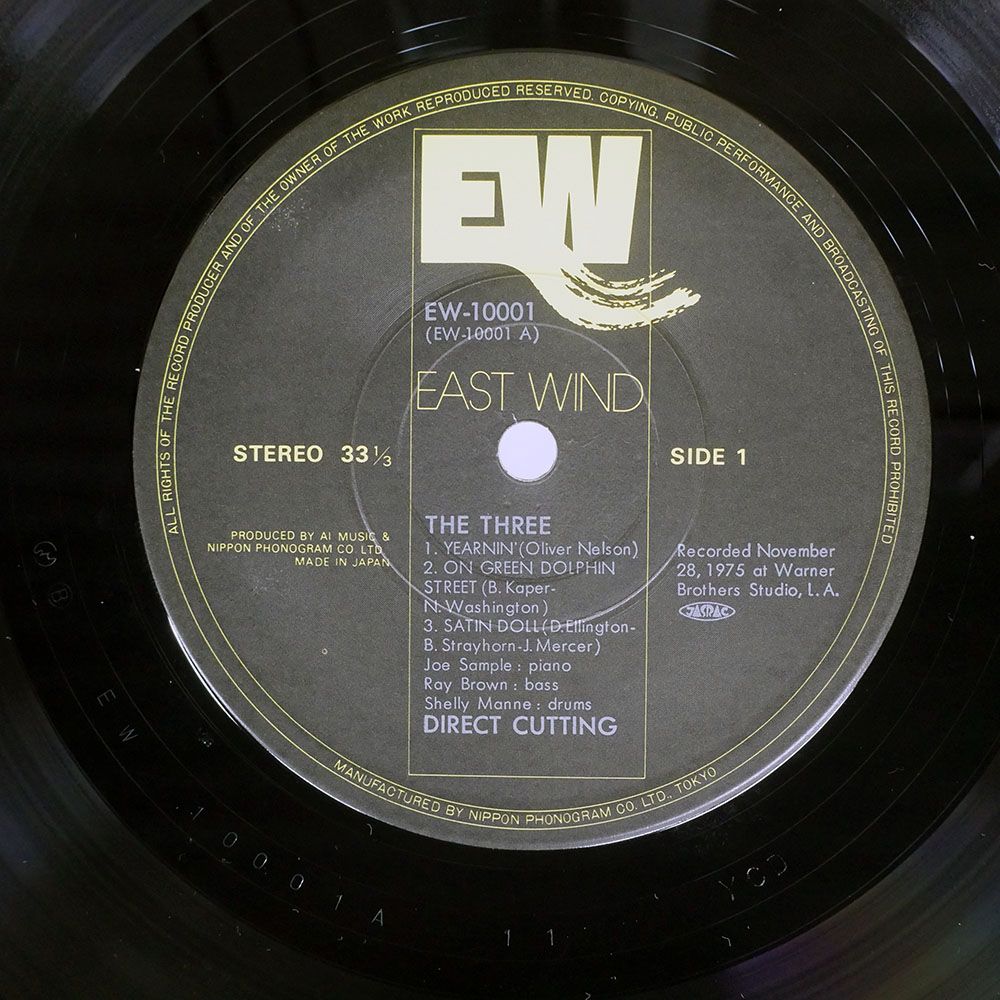 ALL RIGHTS OF THE RECORD PRODUCER AND OF THE OWNER OF THE WORK REPRODUCED RESERVED. COPYING, PUBLIC PERFORMANCE AND BROADCASTING OF THIS RECORD PROHIBITED
EW
EW-10001
(EW-10001 A)
EAST WIND
STEREO 33 1/3
SIDE 1
PRODUCED BY AI MUSIC &
NIPPON PHONOGRAM CO LTD.
MADE IN JAPAN
THE THREE
1. YEARNIN' (Oliver Nelson)
2. ON GREEN DOLPHIN
STREET (B. Kaper-
N. Washington)
3. SATIN DOLL (D. Ellington-
B. Strayhorn-J. Mercer)
Joe Sample : piano
Ray Brown : bass
Shelly Manne : drums
DIRECT CUTTING
Recorded November
28, 1975 at Warner
Brothers Studio, L. A.
JASRAC
MANUFACTURED BY NIPPON PHONOGRAM CO. LTD., TOKYO
EW 10001 A 11